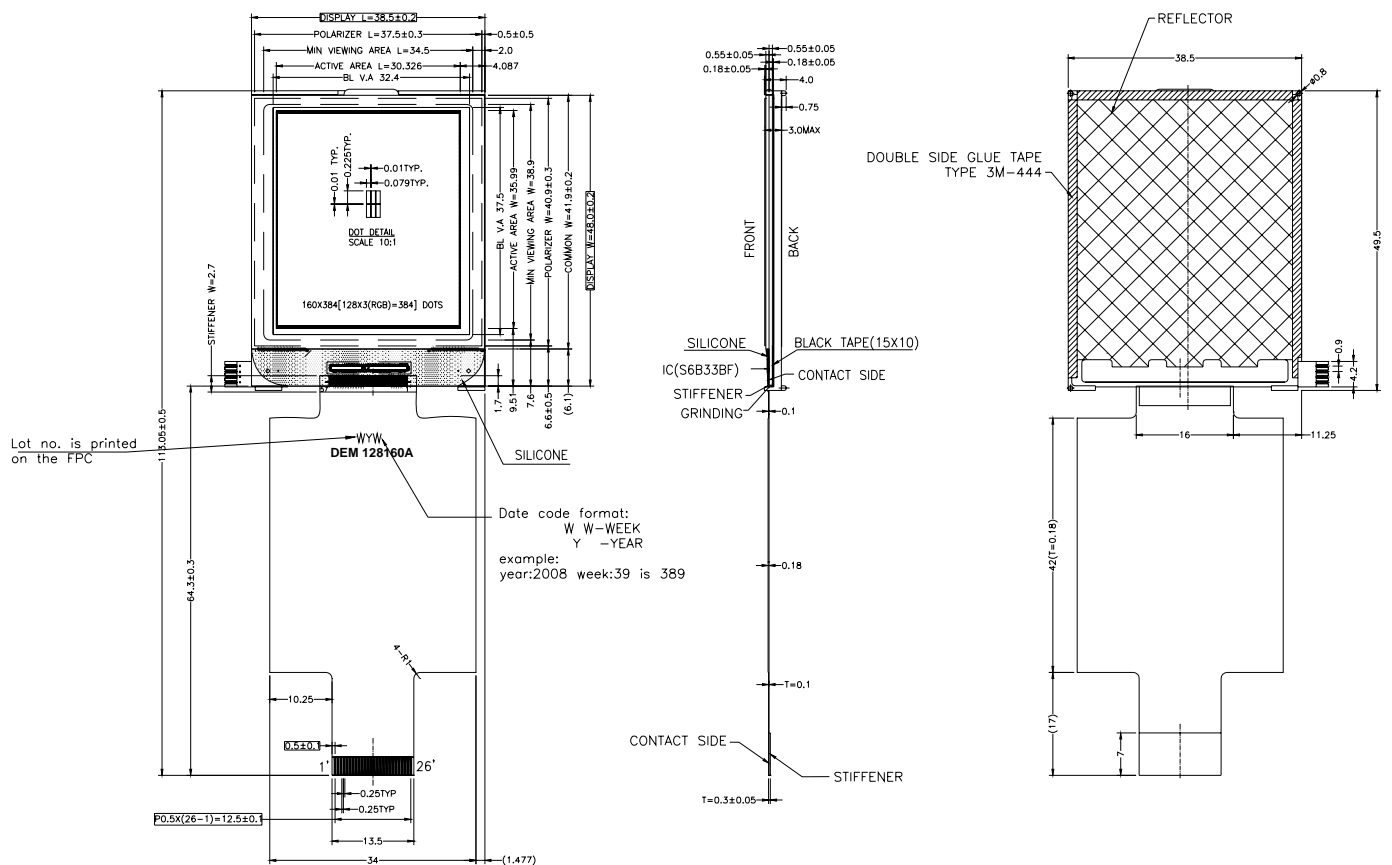 DISPLAY L=38.5±0.2
POLARIZER L=37.5±0.3
0.5±0.5
MIN VIEWING AREA L=34.5
2.0
ACTIVE AREA L=30.326
4.087
BL V.A 32.4
0.01 TYP.
0.225TYP.
0.01TYP.
0.079TYP.
DOT DETAIL
SCALE 10:1
160X384[128X3(RGB)=384] DOTS
BL V.A 37.5
ACTIVE AREA W=35.99
MIN VIEWING AREA W=38.9
POLARIZER W=40.9±0.3
COMMON W=41.9±0.2
DISPLAY W=48.0±0.2
STIFFENER W=2.7
113.05±0.5
64.3±0.3
1.7
9.51
7.6
6.6±0.5
(6.1)
Lot no. is printed
on the FPC
WYW
DEM 128160A
SILICONE
Date code format:
W W-WEEK
Y -YEAR
example:
year:2008 week:39 is 389
4-R1
10.25
0.5±0.1
1'
26'
0.25TYP
0.25TYP
P0.5X(26-1)=12.5±0.1
13.5
34
(1.477)
0.55±0.05
0.55±0.05
0.18±0.05
0.18±0.05
4.0
0.75
3.0MAX
FRONT
BACK
SILICONE
BLACK TAPE(15X10)
IC(S6B33BF)
CONTACT SIDE
STIFFENER
GRINDING
0.1
0.18
T=0.1
CONTACT SIDE
STIFFENER
T=0.3±0.05
REFLECTOR
38.5
ø0.8
DOUBLE SIDE GLUE TAPE
TYPE 3M-444
49.5
0.9
4.2
16
11.25
42(T=0.18)
(17)
7